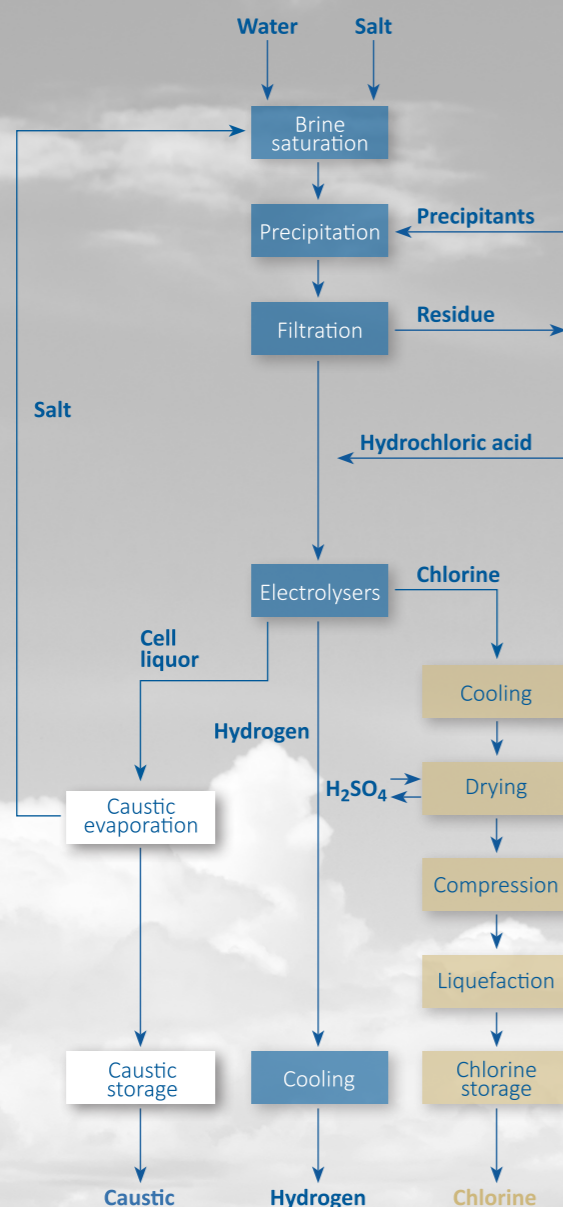 Water
Salt
Brine
saturation
Precipitation
Precipitants
Filtration
Residue
Salt
Hydrochloric acid
Electrolysers
Chlorine
Cell
liquor
Cooling
Hydrogen
H₂SO₄
Drying
Caustic
evaporation
Compression
Liquefaction
Caustic
storage
Cooling
Chlorine
storage
Caustic
Hydrogen
Chlorine